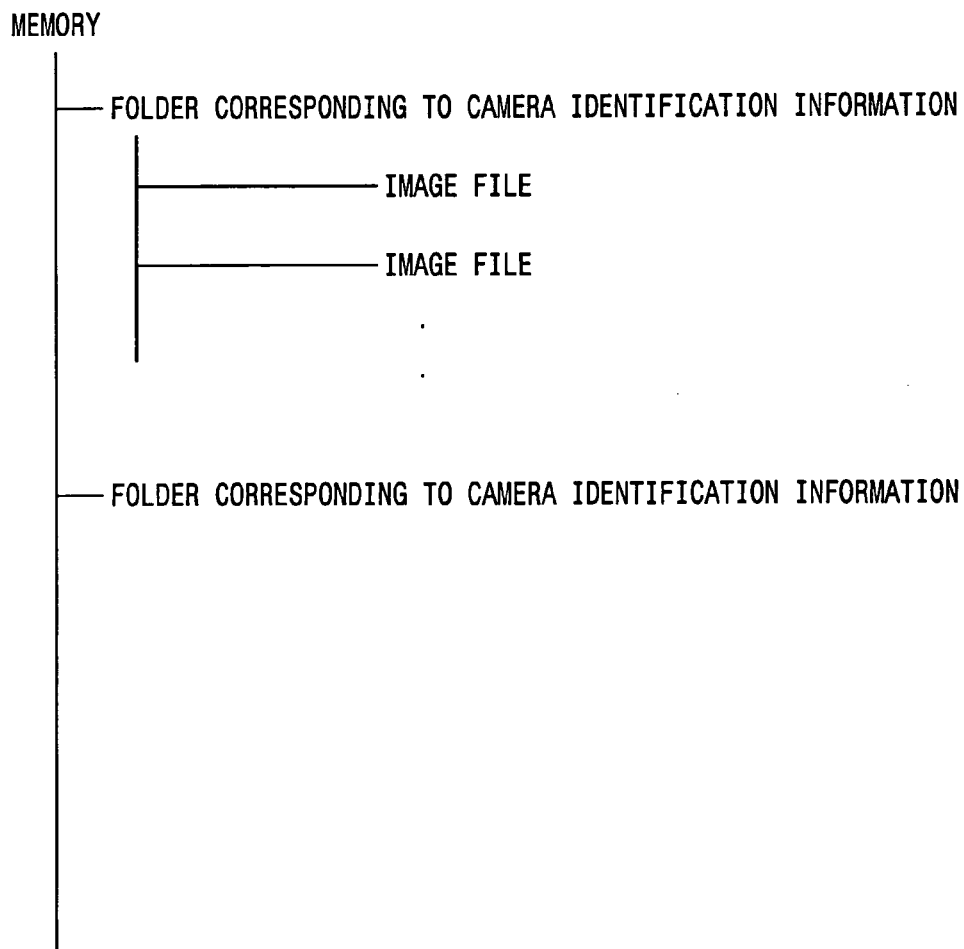 MEMORY
FOLDER CORRESPONDING TO CAMERA IDENTIFICATION INFORMATION
IMAGE FILE
IMAGE FILE
FOLDER CORRESPONDING TO CAMERA IDENTIFICATION INFORMATION